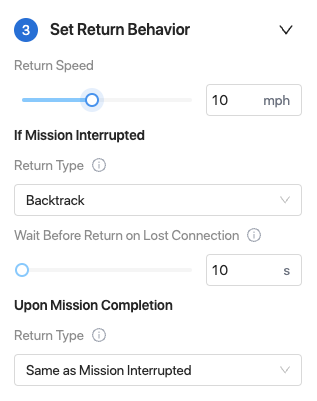 3 Set Return Behavior
Return Speed
10 mph
If Mission Interrupted
Return Type
Backtrack
Wait Before Return on Lost Connection
10 s
Upon Mission Completion
Return Type
Same as Mission Interrupted